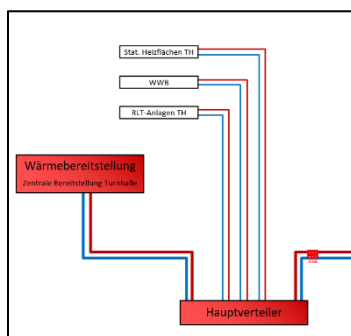 Stat. Heizflächen TH
WWB
RLT-Anlagen TH
Wärmebereitstellung
Zentrale Bereitstellung Turnhalle
Hauptverteiler